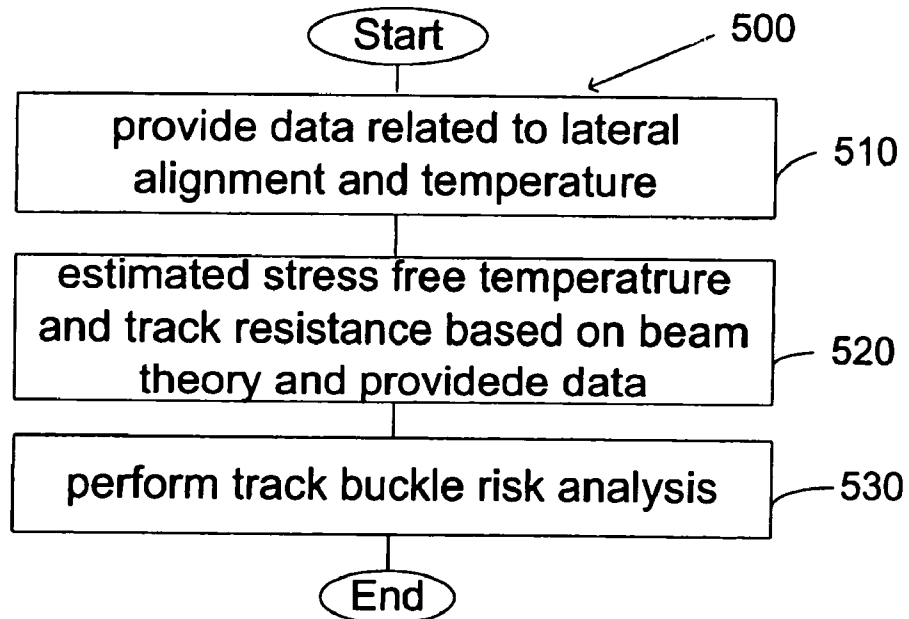 Start
500
provide data related to lateral
alignment and temperature
510
estimated stress free temperatrure
and track resistance based on beam
theory and providede data
520
perform track buckle risk analysis
530
End